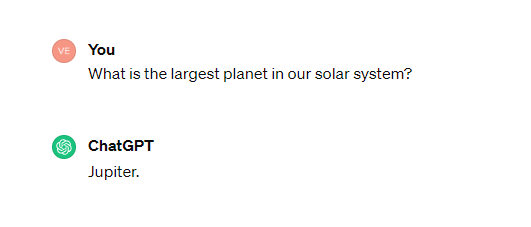 VE
You
What is the largest planet in our solar system?
ChatGPT
Jupiter.